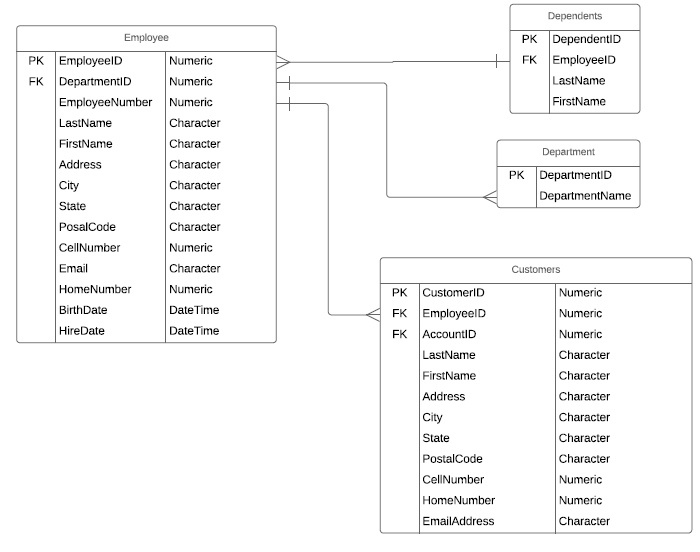 Employee
PK EmployeeID Numeric
FK DepartmentID Numeric
EmployeeNumber Numeric
LastName Character
FirstName Character
Address Character
City Character
State Character
PosalCode Character
CellNumber Numeric
Email Character
HomeNumber Numeric
BirthDate DateTime
HireDate DateTime
Dependents
PK DependentID
FK EmployeeID
LastName
FirstName
Department
PK DepartmentID
DepartmentName
Customers
PK CustomerID Numeric
FK EmployeeID Numeric
FK AccountID Numeric
LastName Character
FirstName Character
Address Character
City Character
State Character
PostalCode Character
CellNumber Numeric
HomeNumber Numeric
EmailAddress Character